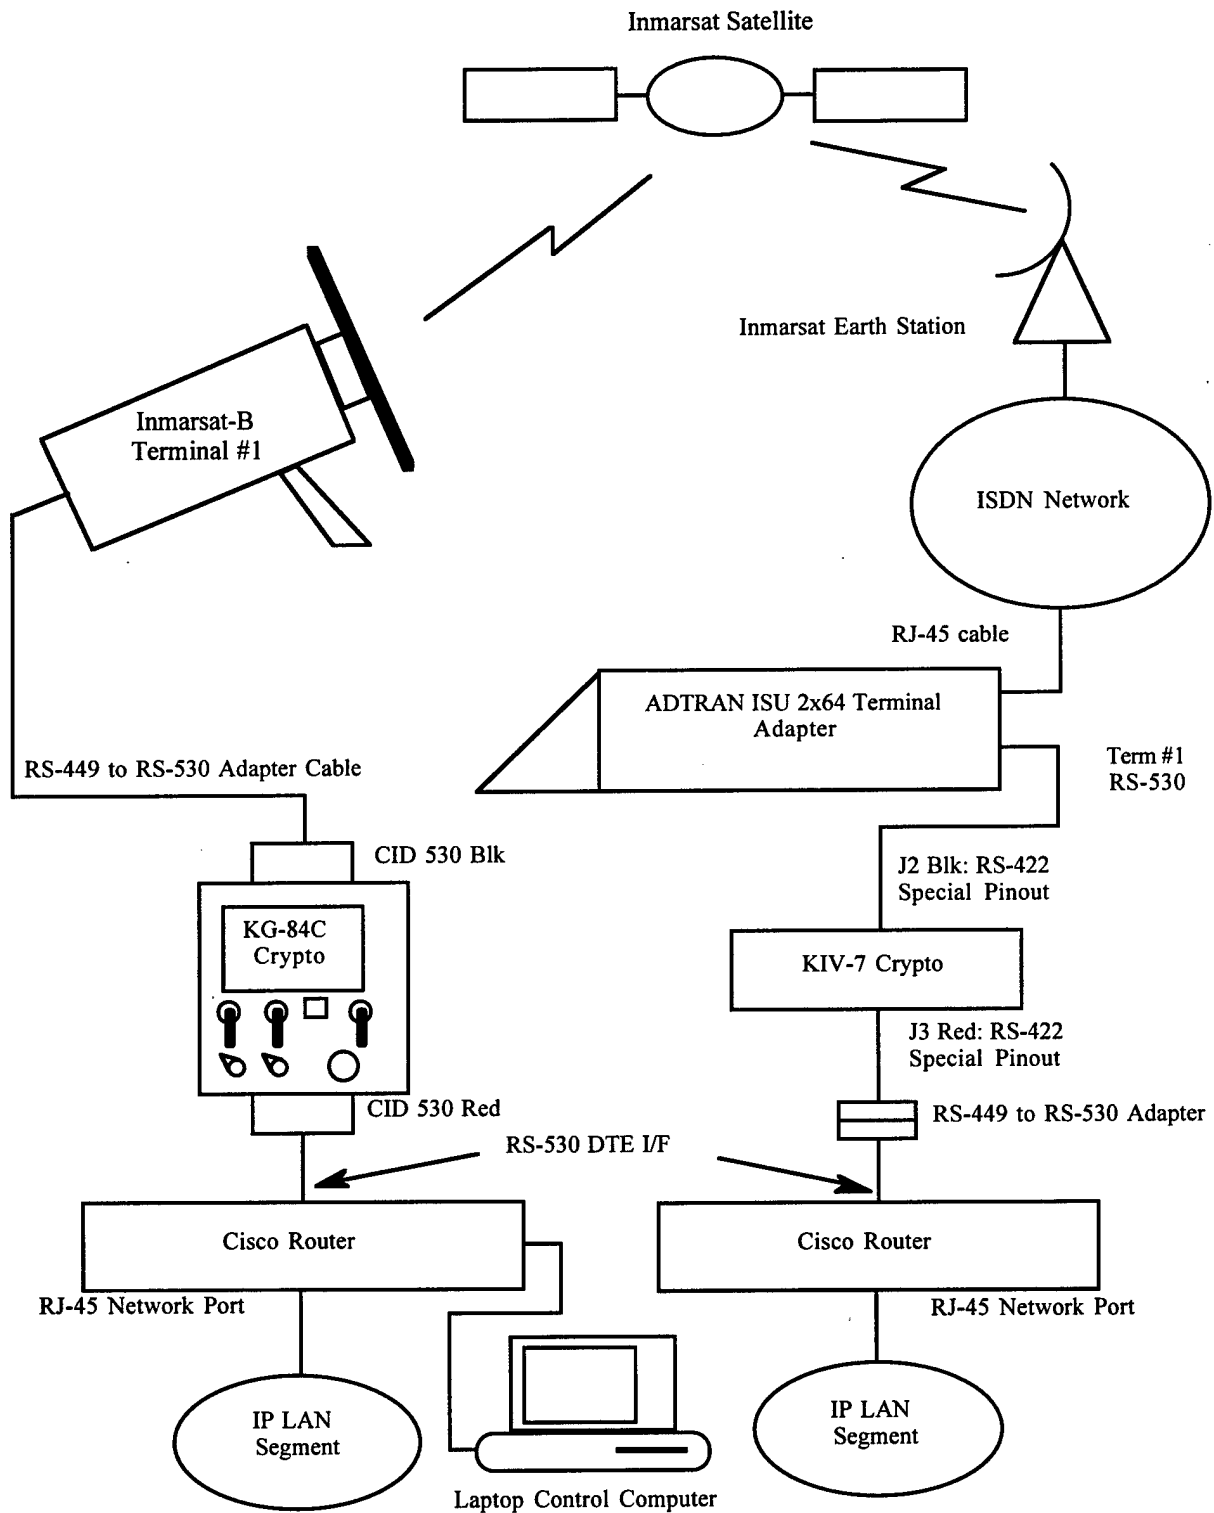 Inmarsat Satellite
Inmarsat Earth Station
Inmarsat-B
Terminal #1
ISDN Network
RJ-45 cable
ADTRAN ISU 2x64 Terminal
Adapter
Term #1
RS-530
RS-449 to RS-530 Adapter Cable
CID 530 Blk
J2 Blk: RS-422
Special Pinout
KG-84C
Crypto
KIV-7 Crypto
J3 Red: RS-422
Special Pinout
CID 530 Red
RS-449 to RS-530 Adapter
RS-530 DTE I/F
Cisco Router
Cisco Router
RJ-45 Network Port
RJ-45 Network Port
IP LAN
Segment
IP LAN
Segment
Laptop Control Computer